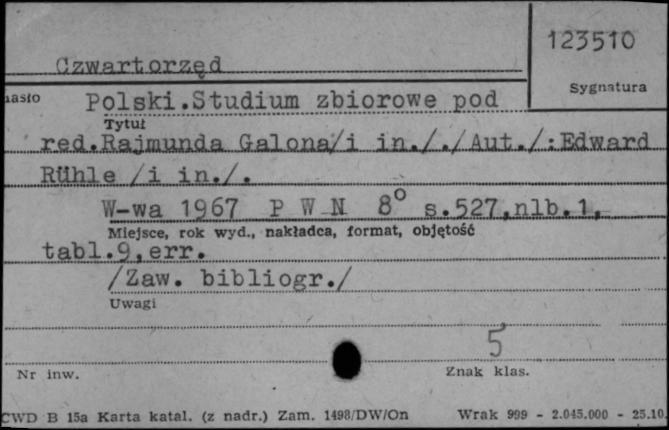 123510
Czwartorzęd
Sygnatura
hasło
Polski.Studium zbiorowe pod
Tytuł
red.Rajmunda Galona/i in./. /Aut./:Edward
Rühle /i in./.
W-wa 1967 P W N 8° s.527,nlb.1,
Miejsce, rok wyd., nakładca, format, objętość
tabl.9,err.
/Zaw. bibliogr./
Uwagi
5
Nr inw.
Znak klas.
CWD B 15a Karta katal. (z nadr.) Zam. 1498/DW/On Wrak 999 - 2.045.000 - 25.10.